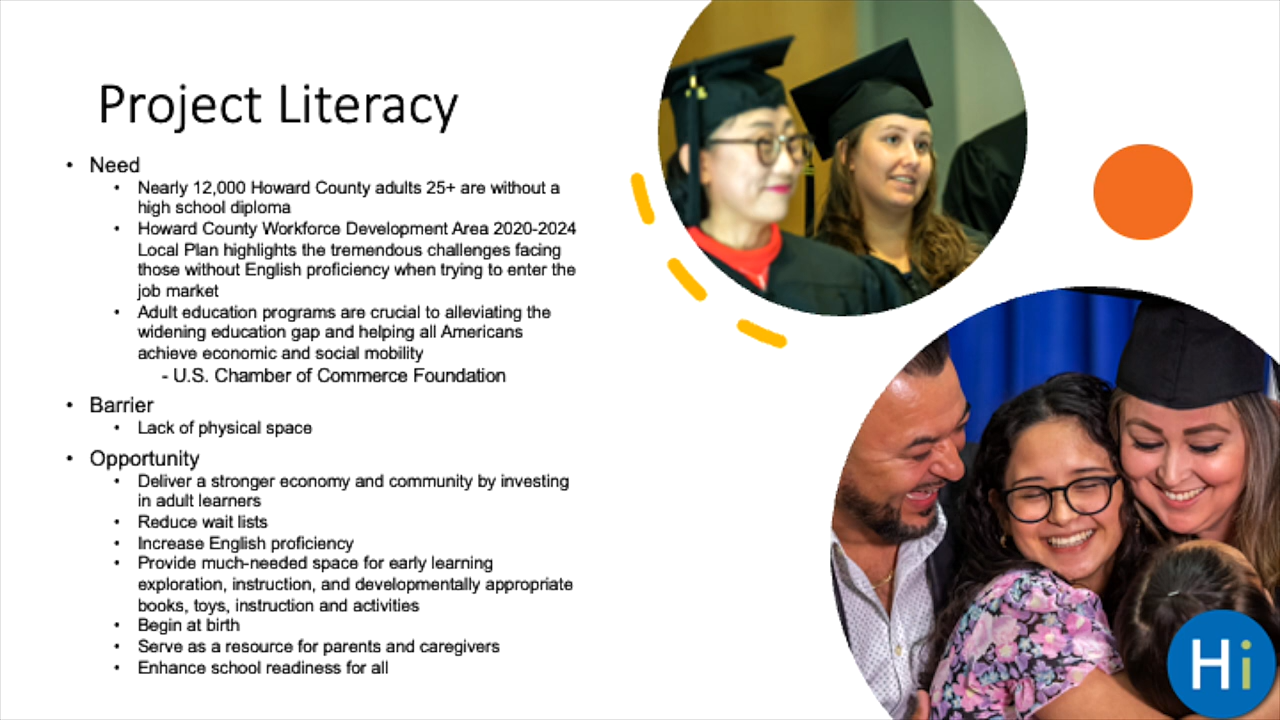 Project Literacy
• Need
• Nearly 12,000 Howard County adults 25+ are without a
high school diploma
• Howard County Workforce Development Area 2020-2024
Local Plan highlights the tremendous challenges facing
those without English proficiency when trying to enter the
job market
• Adult education programs are crucial to alleviating the
widening education gap and helping all Americans
achieve economic and social mobility
- U.S. Chamber of Commerce Foundation
• Barrier
• Lack of physical space
• Opportunity
• Deliver a stronger economy and community by investing
in adult learners
• Reduce wait lists
• Increase English proficiency
• Provide much-needed space for early learning
exploration, instruction, and developmentally appropriate
books, toys, instruction and activities
• Begin at birth
• Serve as a resource for parents and caregivers
• Enhance school readiness for all
Hi